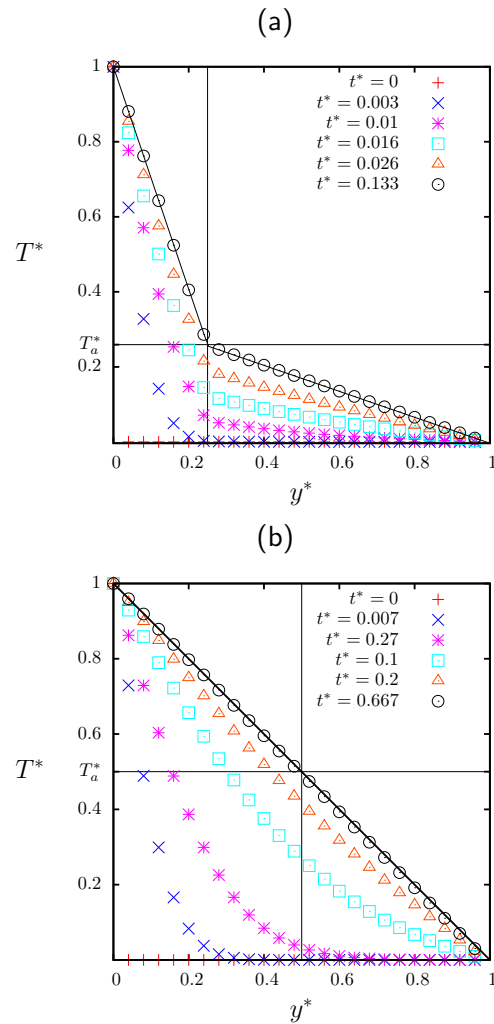 (a)
1
t* = 0
t* = 0.003
0.8
t* = 0.01
t* = 0.016
t* = 0.026
0.6
t* = 0.133
T*
0.4
T*a
0.2
0 0.2 0.4 0.6 0.8 1
y*
(b)
1
t* = 0
t* = 0.007
0.8
t* = 0.27
t* = 0.1
t* = 0.2
0.6
t* = 0.667
T*
T*a
0.4
0.2
0 0.2 0.4 0.6 0.8 1
y*